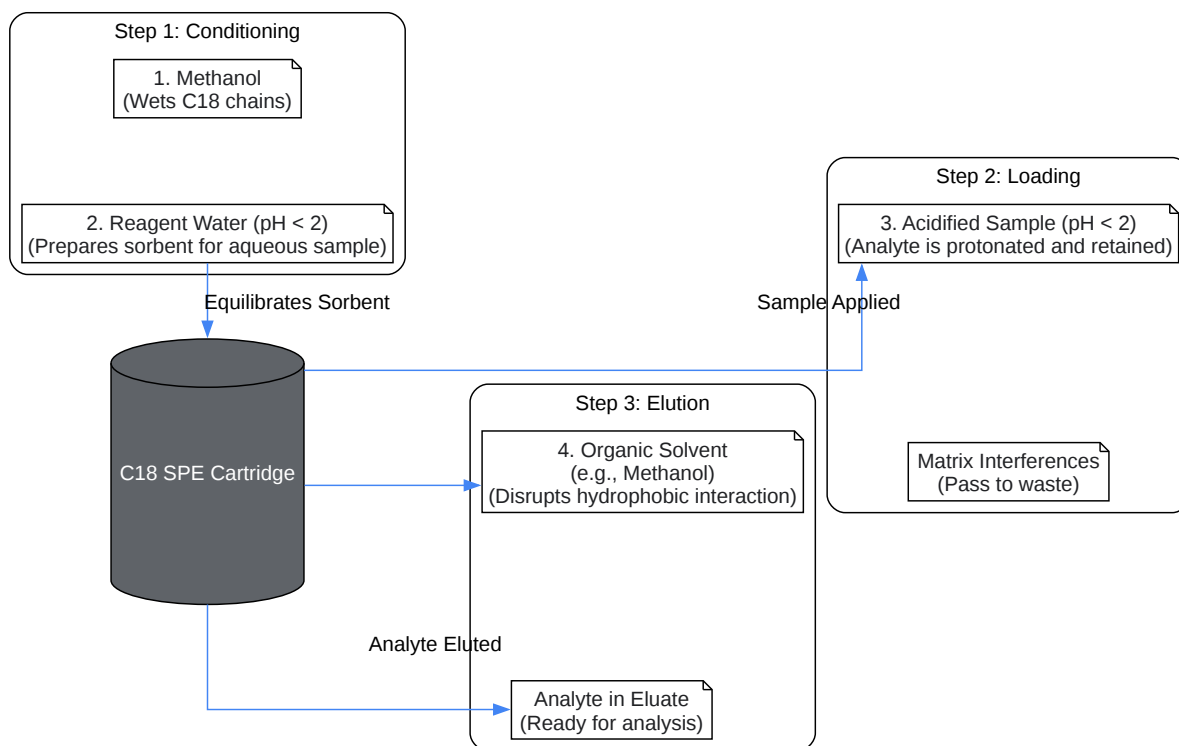 Step 1: Conditioning
1. Methanol
(Wets C18 chains)
2. Reagent Water (pH < 2)
(Prepares sorbent for aqueous sample)
Equilibrates Sorbent
C18 SPE Cartridge
Step 2: Loading
3. Acidified Sample (pH < 2)
(Analyte is protonated and retained)
Sample Applied
Matrix Interferences
(Pass to waste)
Step 3: Elution
4. Organic Solvent
(e.g., Methanol)
(Disrupts hydrophobic interaction)
Analyte Eluted
Analyte in Eluate
(Ready for analysis)